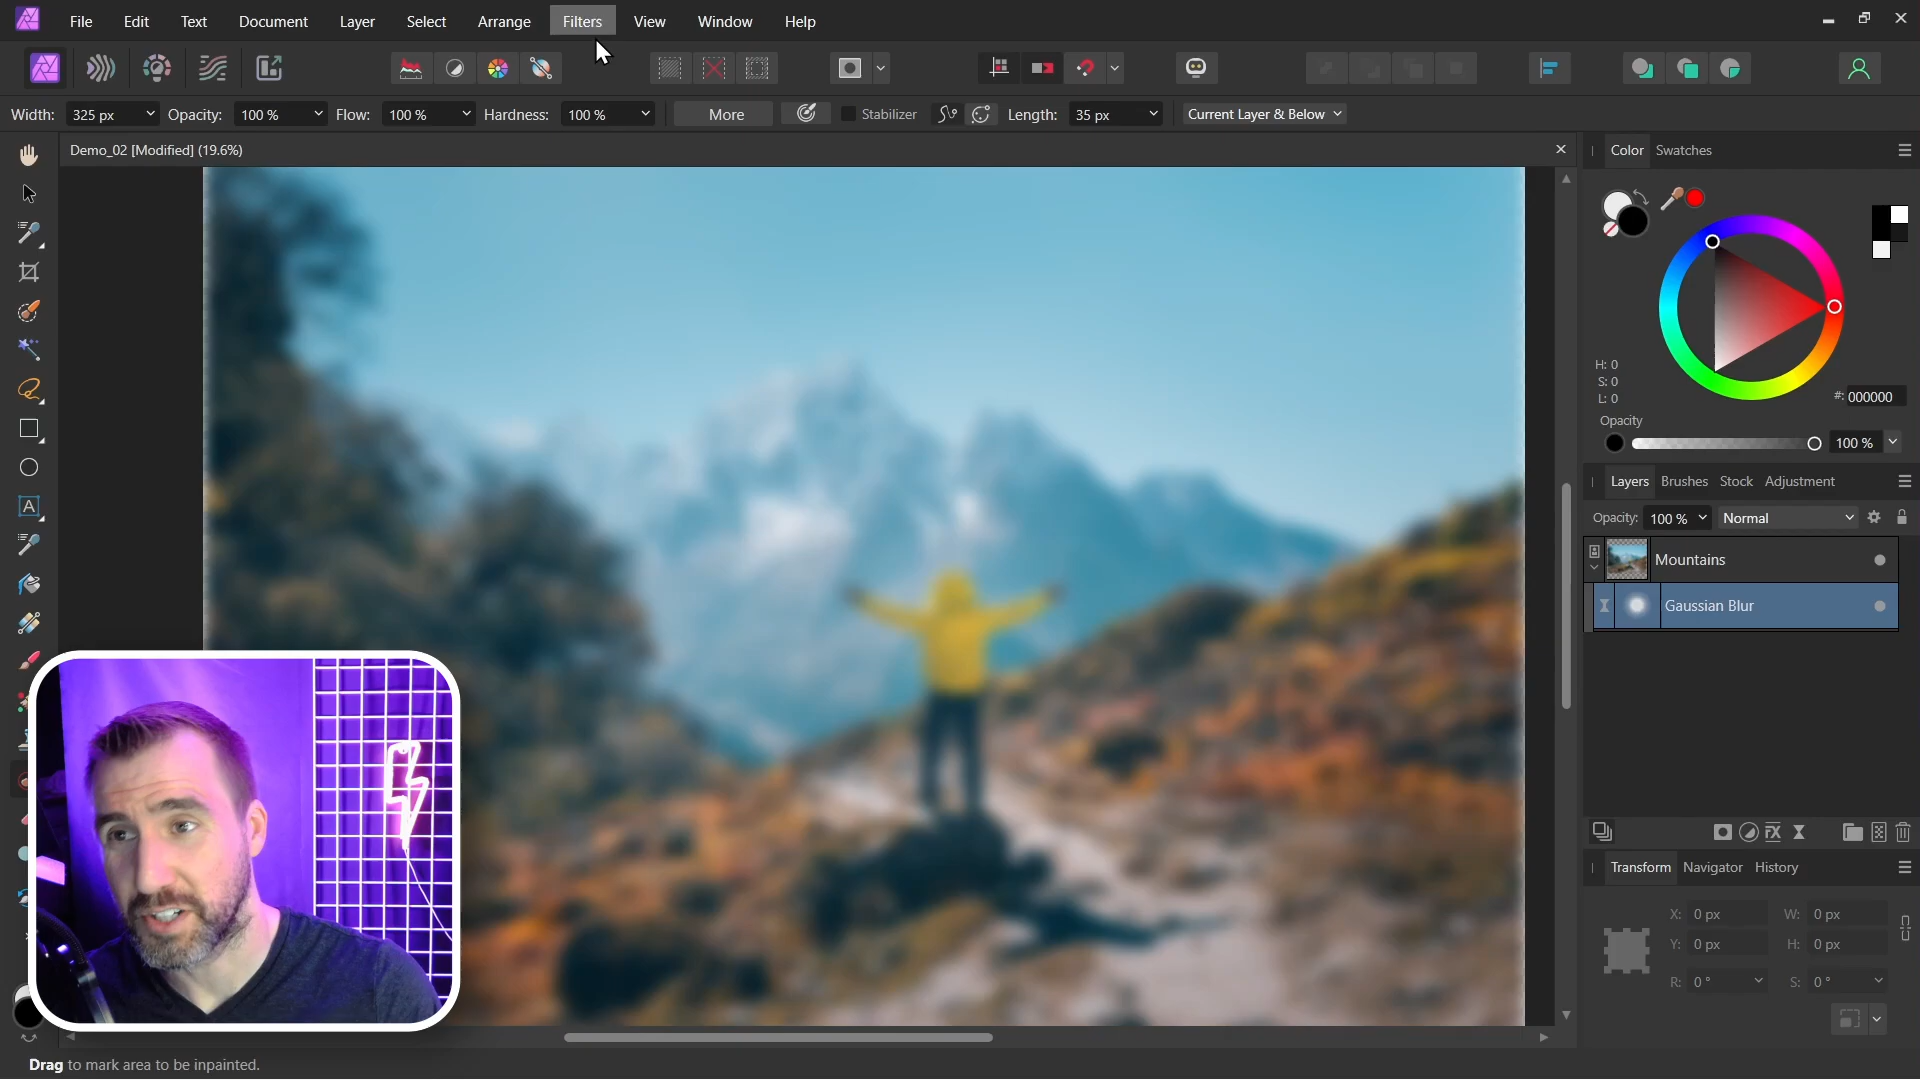 File Edit Text Document Layer Select Arrange Filters View Window Help
Width: 325 px Opacity: 100 % Flow: 100 % Hardness: 100 % More Stabilizer Length: 35 px Current Layer & Below
Demo_02 [Modified] (19.6%)
Color Swatches
H: 0
S: 0
L: 0
#: 000000
Opacity
100 %
Layers Brushes Stock Adjustment
Opacity: 100 % Normal
Mountains
Gaussian Blur
Transform Navigator History
X: 0 px W: 0 px
Y: 0 px H: 0 px
R: 0 ° S: 0 °
Drag to mark area to be inpainted.